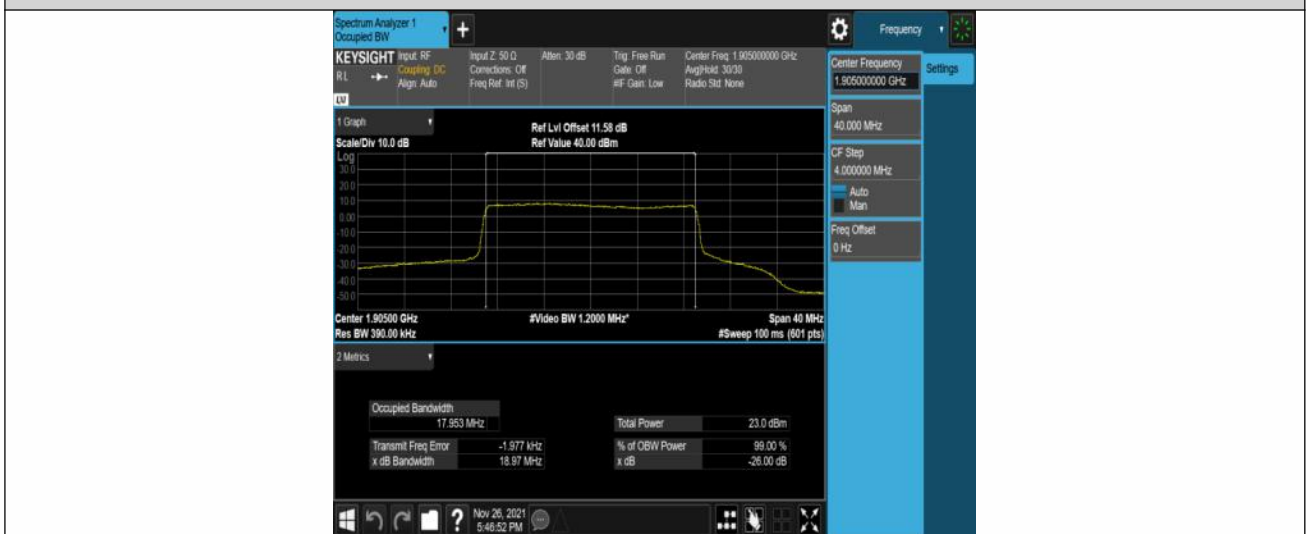 Spectrum Analyzer 1
Occupied BW
+
Frequency
KEYSIGHT
RL
LW
Input: RF
Coupling: DC
Align: Auto
Input Z: 50 Ω
Corrections: Off
Freq Ref: Int (S)
Atten: 30 dB
Trig: Free Run
Gate: Off
#IF Gain: Low
Center Freq: 1.905000000 GHz
Avg|Hold: 30/30
Radio Std: None
Center Frequency
1.905000000 GHz
Settings
Span
40.000 MHz
CF Step
4.000000 MHz
Auto
Man
Freq Offset
0 Hz
1 Graph
Scale/Div 10.0 dB
Ref Lvl Offset 11.58 dB
Ref Value 40.00 dBm
Log
30.0
20.0
10.0
0.00
-10.0
-20.0
-30.0
-40.0
-50.0
Center 1.90500 GHz
Res BW 390.00 kHz
#Video BW 1.2000 MHz*
Span 40 MHz
#Sweep 100 ms (601 pts)
2 Metrics
Occupied Bandwidth
17.953 MHz
Total Power 23.0 dBm
Transmit Freq Error -1.977 kHz
% of OBW Power 99.00 %
x dB Bandwidth 18.97 MHz
x dB -26.00 dB
?
Nov 26, 2021
5:46:52 PM